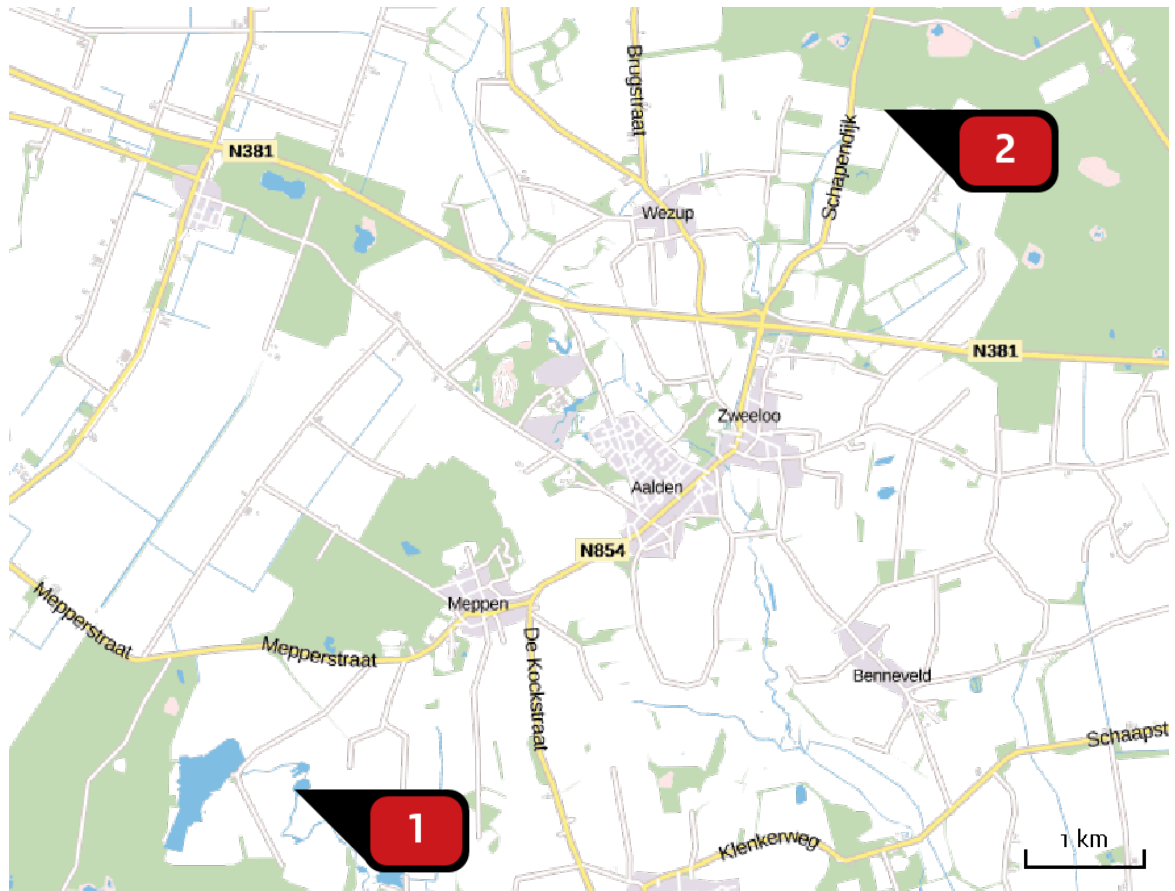 Brugstraat
N381
2
Schapendijk
Wezup
N381
Zweeloo
Aalden
N854
Meppen
Mepperstraat
Mepperstraat
De Kockstraat
Benneveld
Schaapst
1
Klenkerweg
1 km